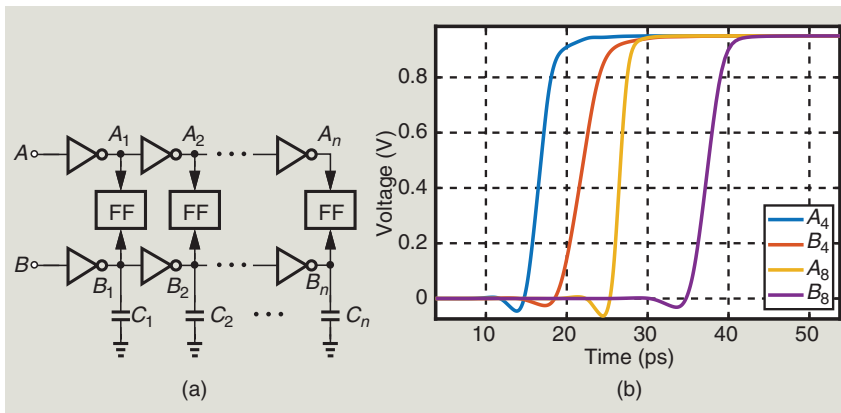 A
A1
A2
An
FF
FF
FF
B
B1
B2
Bn
C1
C2
Cn
(a)
Voltage (V)
0.8
0.6
0.4
0.2
0
10
20
30
40
50
Time (ps)
A4
B4
A8
B8
(b)